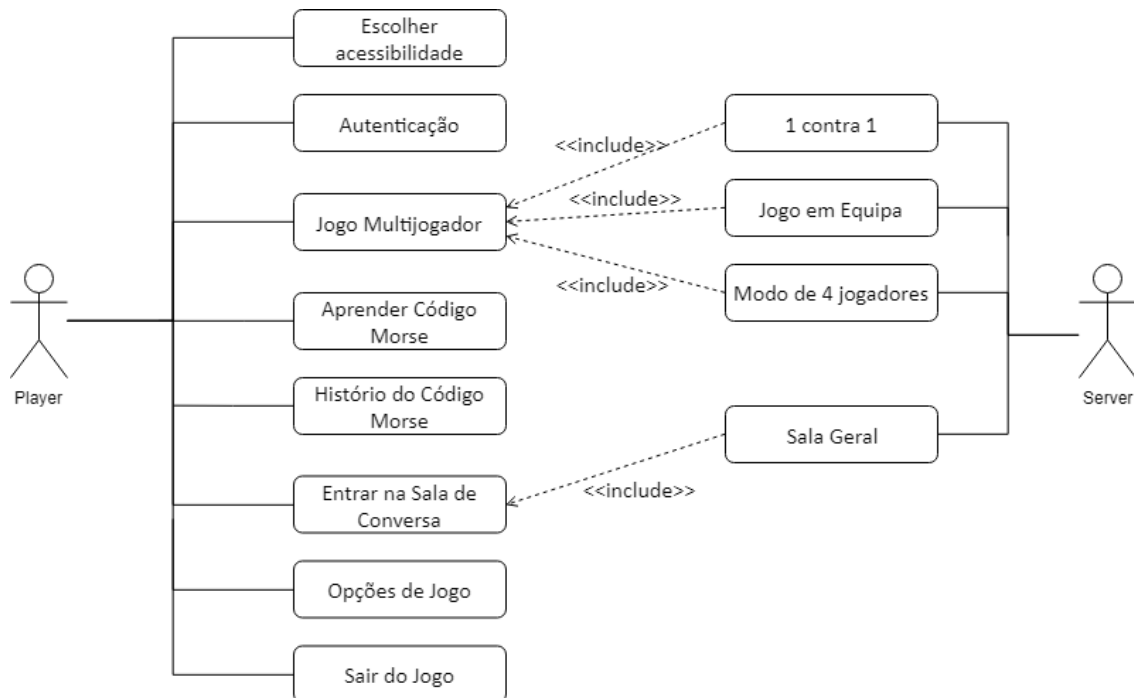 Escolher
acessibilidade
Autenticação
1 contra 1
<<include>>
Jogo Multijogador
<<include>>
Jogo em Equipa
<<include>>
Modo de 4 jogadores
Aprender Código
Morse
Player
Server
Histório do Código
Morse
Sala Geral
Entrar na Sala de
Conversa
<<include>>
Opções de Jogo
Sair do Jogo